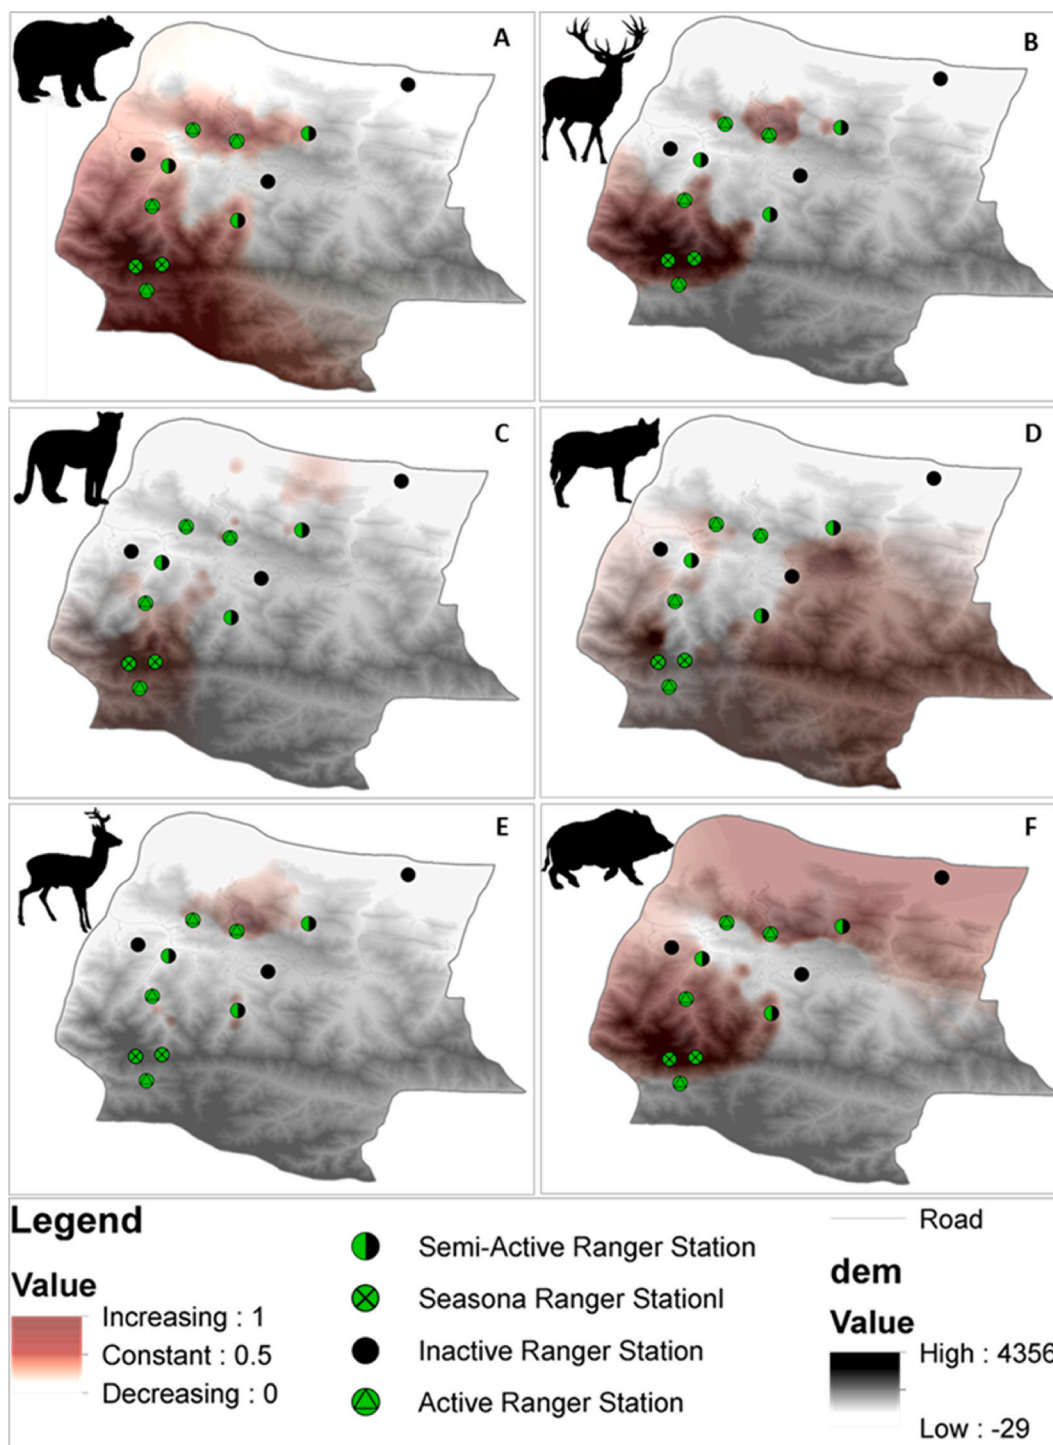 A
B
C
D
E
F
Legend
Value
Increasing : 1
Constant : 0.5
Decreasing : 0
Semi-Active Ranger Station
Seasona Ranger Stationl
Inactive Ranger Station
Active Ranger Station
Road
dem
Value
High : 4356
Low : -29